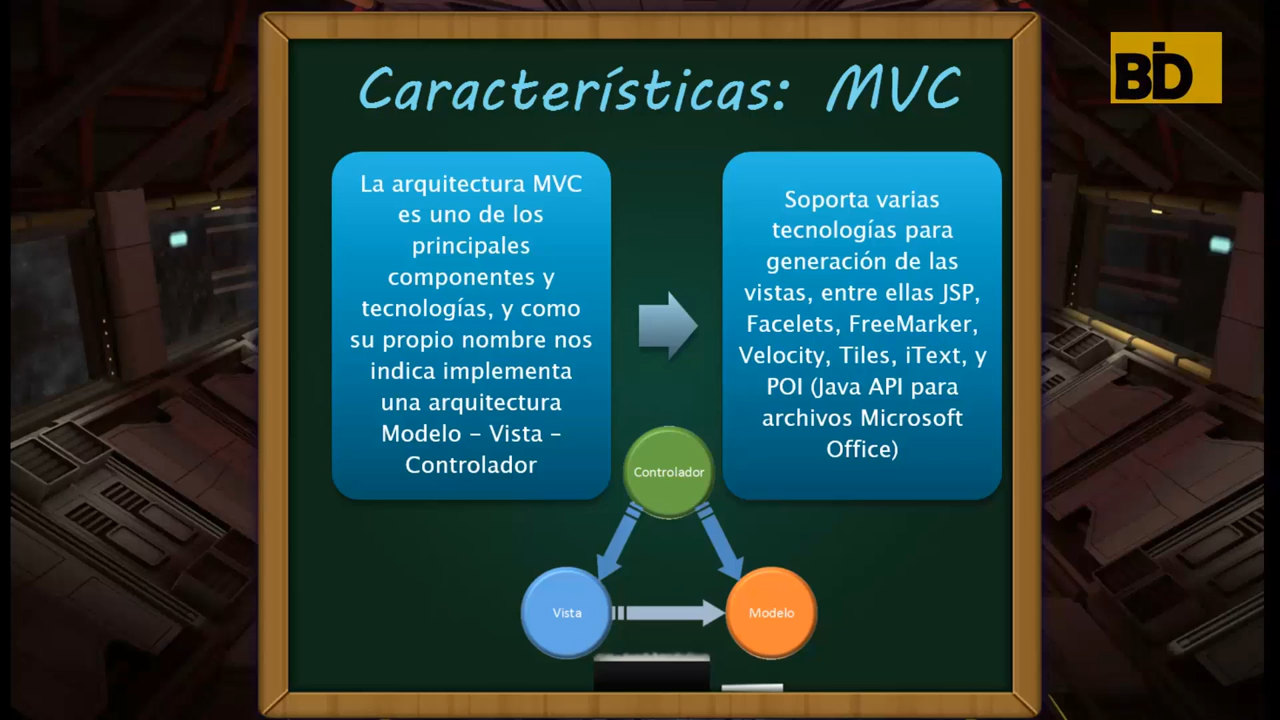 Características: MVC
BID
La arquitectura MVC
es uno de los
principales
componentes y
tecnologías, y como
su propio nombre nos
indica implementa
una arquitectura
Modelo – Vista –
Controlador
Soporta varias
tecnologías para
generación de las
vistas, entre ellas JSP,
Facelets, FreeMarker,
Velocity, Tiles, iText, y
POI (Java API para
archivos Microsoft
Office)
Controlador
Vista
Modelo